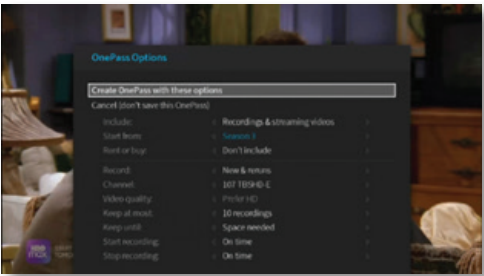 OnePass Options
Create OnePass with these options
Cancel (don't save this OnePass)
Include: Recordings & streaming videos
Start from: Season 1
Rent or buy: Don't include
Record: New & reruns
Channel: 107 TBSHD-E
Video quality: Prefer HD
Keep at most: 10 recordings
Keep until: Space needed
Start recording: On time
Stop recording: On time
HBO
max